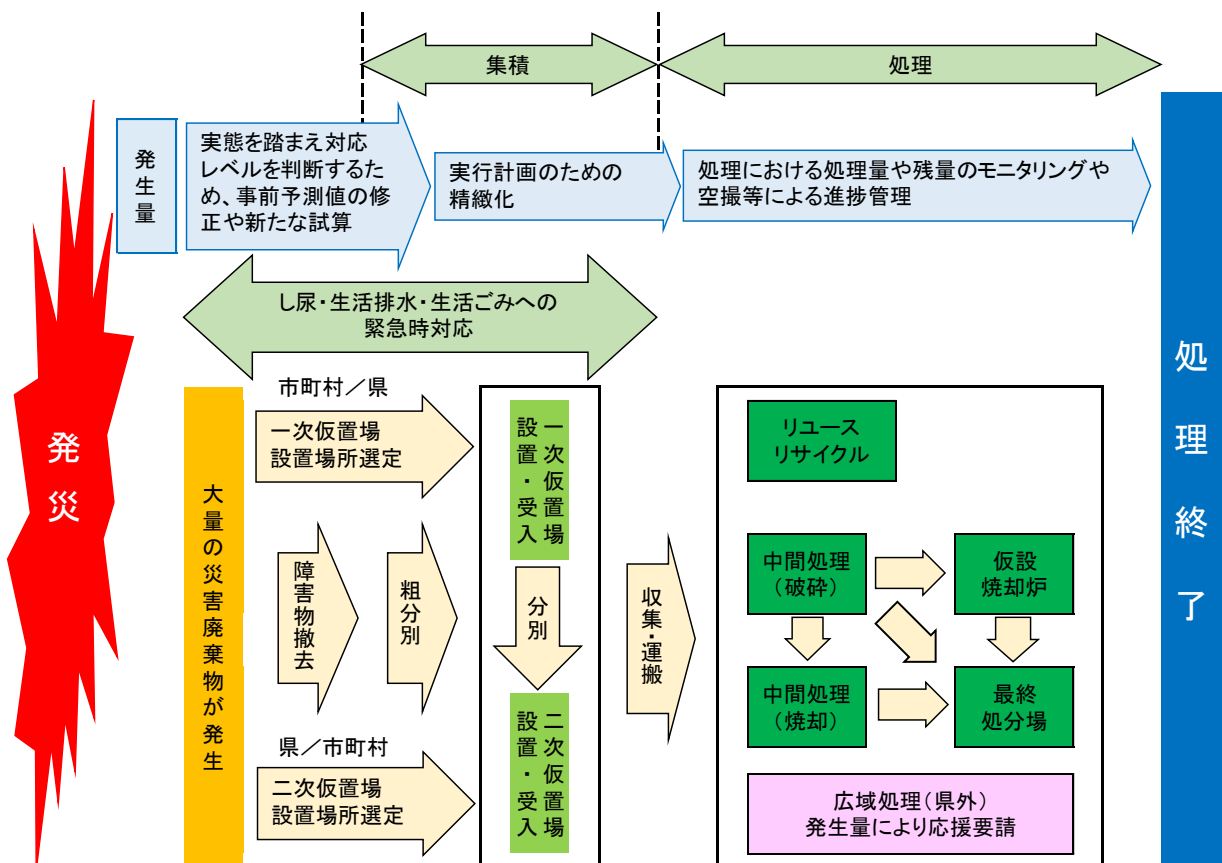 集積
処理
発災
発生量
実態を踏まえ対応
レベルを判断するた
め、事前予測値の修
正や新たな試算
実行計画のための
精緻化
処理における処理量や残量のモニタリングや
空撮等による進捗管理
し尿・生活排水・生活ごみへの
緊急時対応
処理終了
大量の災害廃棄物が発生
市町村／県
一次仮置場
設置場所選定
障害物撤去
粗分別
県／市町村
二次仮置場
設置場所選定
一次仮置場
設置・受入
分別
二次仮置場
設置・受入
収集・運搬
リユース
リサイクル
中間処理
（破砕）
仮設
焼却炉
中間処理
（焼却）
最終
処分場
広域処理（県外）
発生量により応援要請